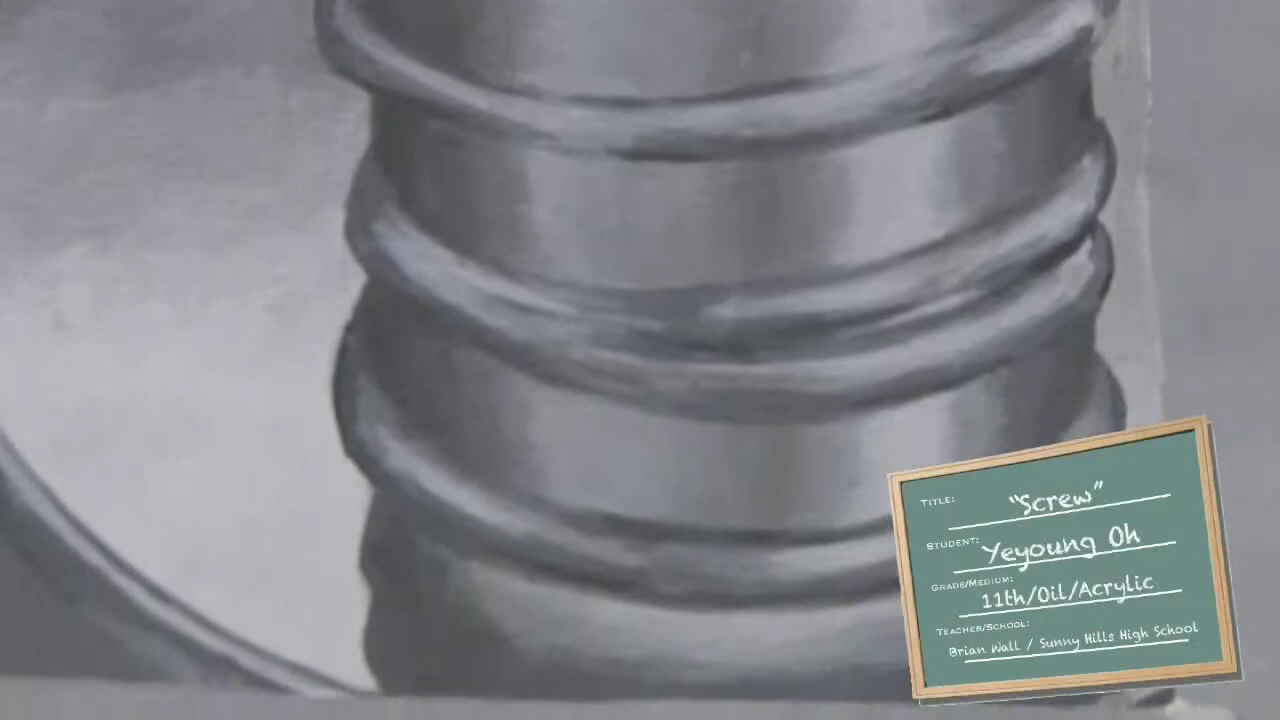 TITLE: "Screw"
STUDENT: Yeyoung Oh
GRADE/MEDIUM: 11th/Oil/Acrylic
TEACHER/SCHOOL:
Brian Wall / Sunny Hills High School